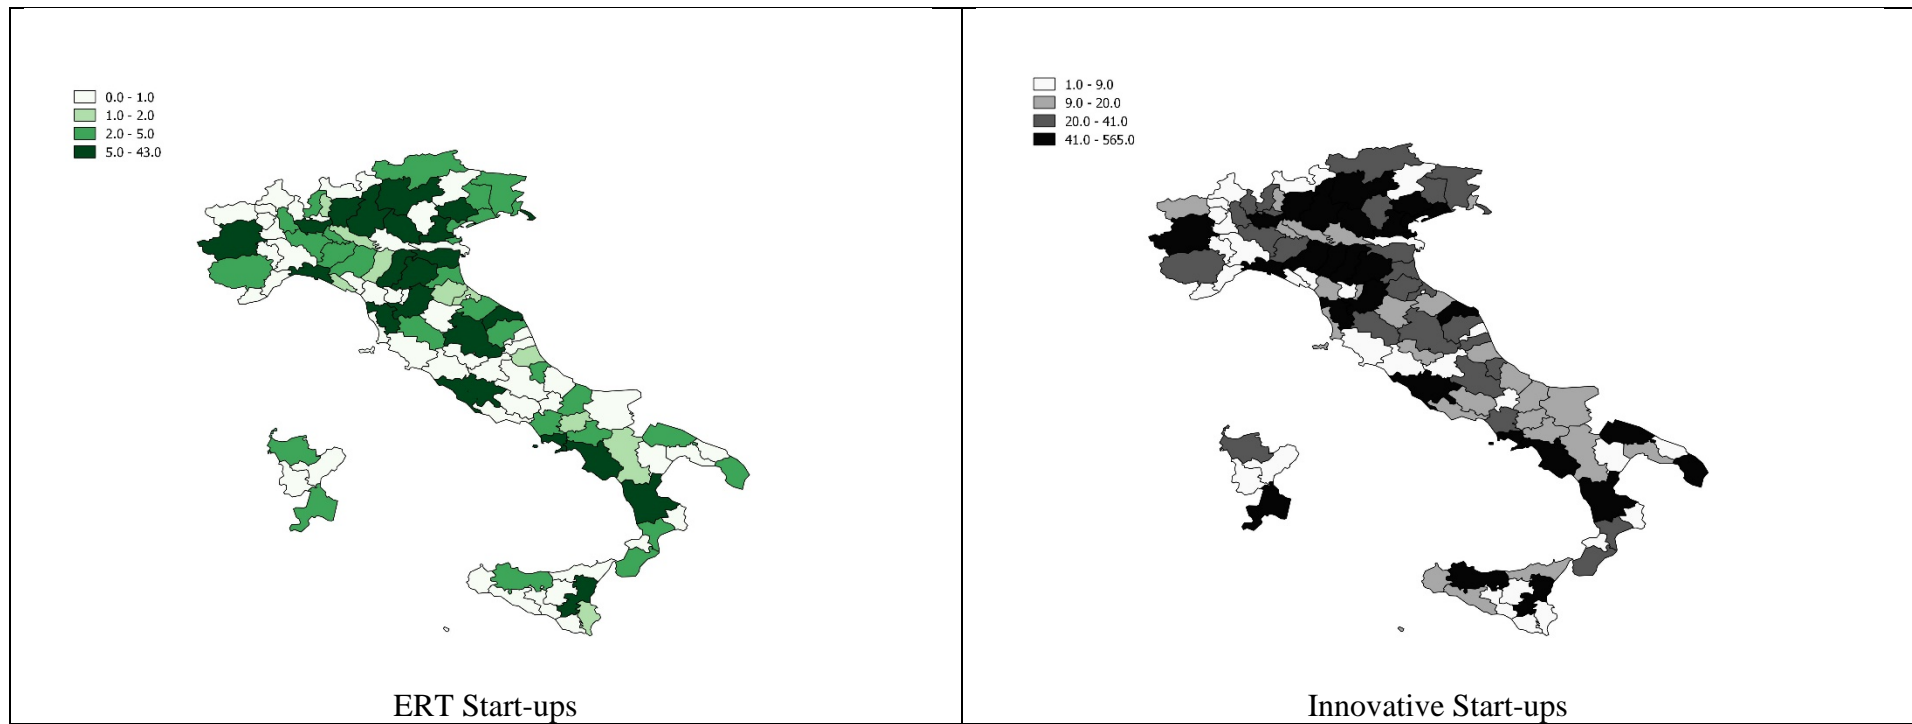 0.0 - 1.0
1.0 - 2.0
2.0 - 5.0
5.0 - 43.0
ERT Start-ups
1.0 - 9.0
9.0 - 20.0
20.0 - 41.0
41.0 - 565.0
Innovative Start-ups